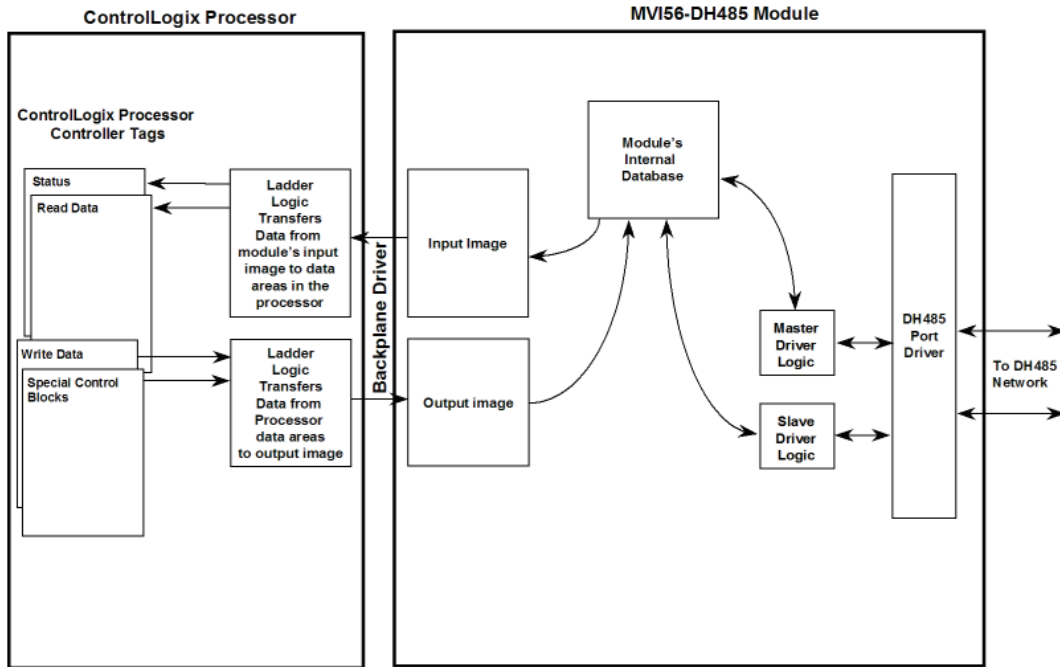 ControlLogix Processor
MVI56-DH485 Module
ControlLogix Processor
Controller Tags
Status
Read Data
Write Data
Special Control
Blocks
Ladder
Logic
Transfers
Data from
module's input
image to data
areas in the
processor
Ladder
Logic
Transfers
Data from
Processor
data areas
to output image
Backplane Driver
Input Image
Output image
Module's
Internal
Database
Master
Driver
Logic
Slave
Driver
Logic
DH485
Port
Driver
To DH485
Network